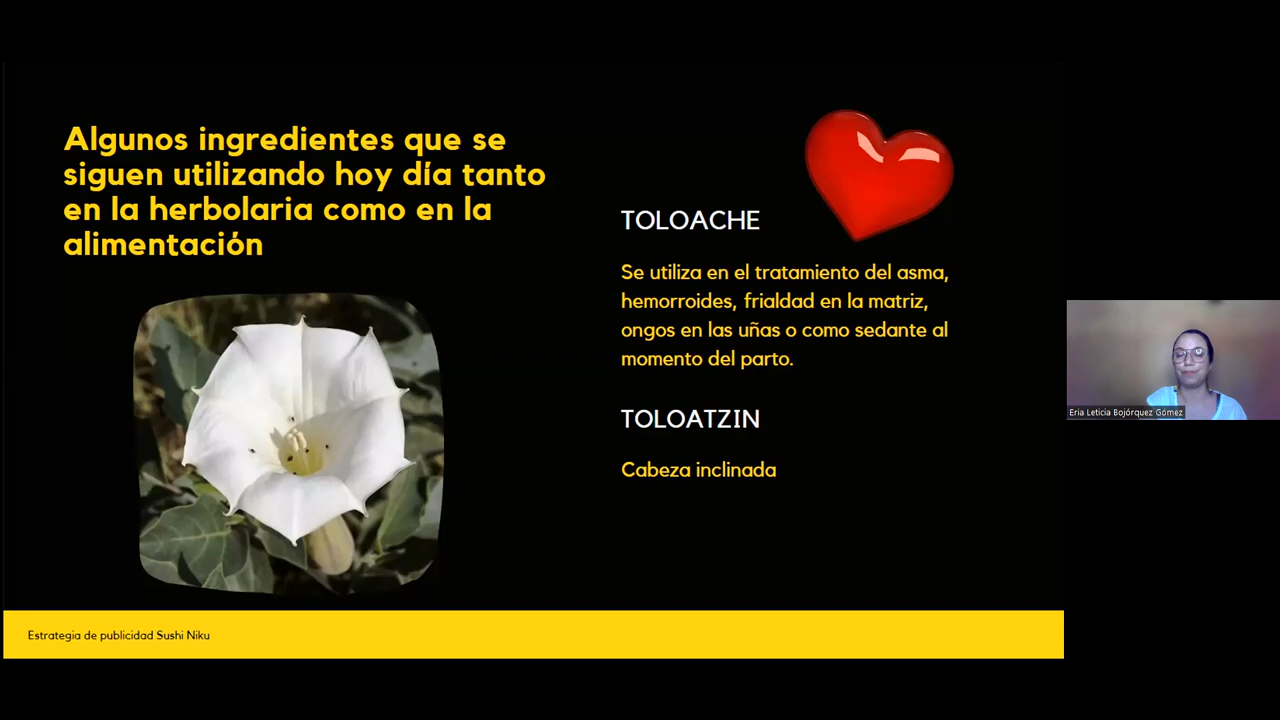 Algunos ingredientes que se
siguen utilizando hoy día tanto
en la herbolaria como en la
alimentación
TOLOACHE
Se utiliza en el tratamiento del asma,
hemorroides, frialdad en la matriz,
ongos en las uñas o como sedante al
momento del parto.
TOLOATZIN
Cabeza inclinada
Eria Leticia Bojórquez Gómez
Estrategia de publicidad Sushi Niku